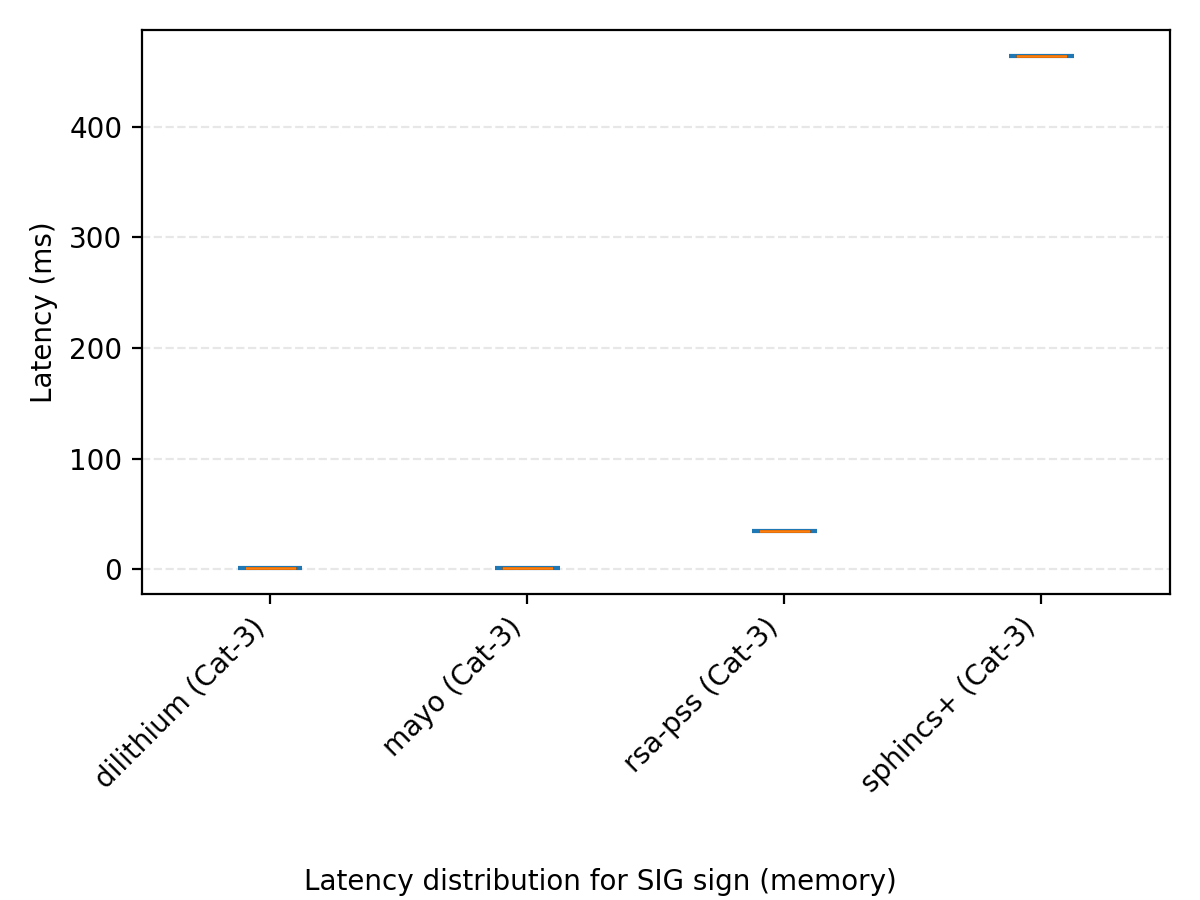 400
300
200
100
0
Latency (ms)
dilithium (Cat-3)
mayo (Cat-3)
rsa-pss (Cat-3)
sphincs+ (Cat-3)
Latency distribution for SIG sign (memory)